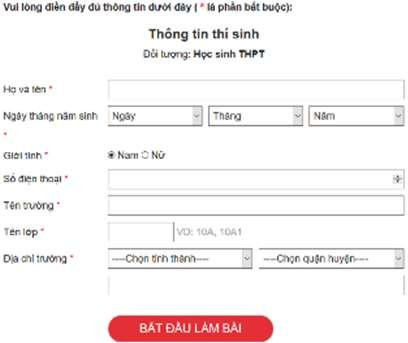 Vui lòng điền đầy đủ thông tin dưới đây ( * là phần bắt buộc):
Thông tin thí sinh
Đối tượng: Học sinh THPT
Họ và tên *
Ngày tháng năm sinh Ngày Tháng Năm
*
Giới tính * Nam Nữ
Số điện thoại *
Tên trường *
Tên lớp * VD: 10A, 10A1
Địa chỉ trường * ----Chọn tỉnh thành---- ----Chọn quận huyện----
BẮT ĐẦU LÀM BÀI